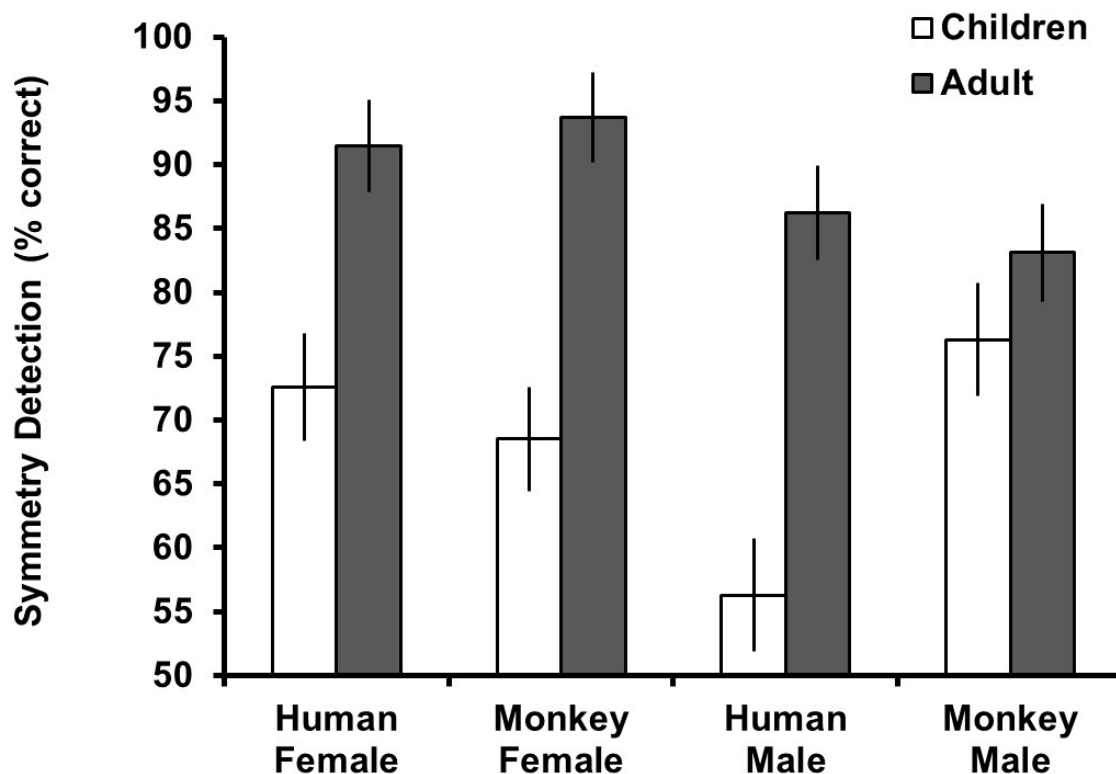 Children
Adult
Symmetry Detection (% correct)
100
95
90
85
80
75
70
65
60
55
50
Human
Female
Monkey
Female
Human
Male
Monkey
Male